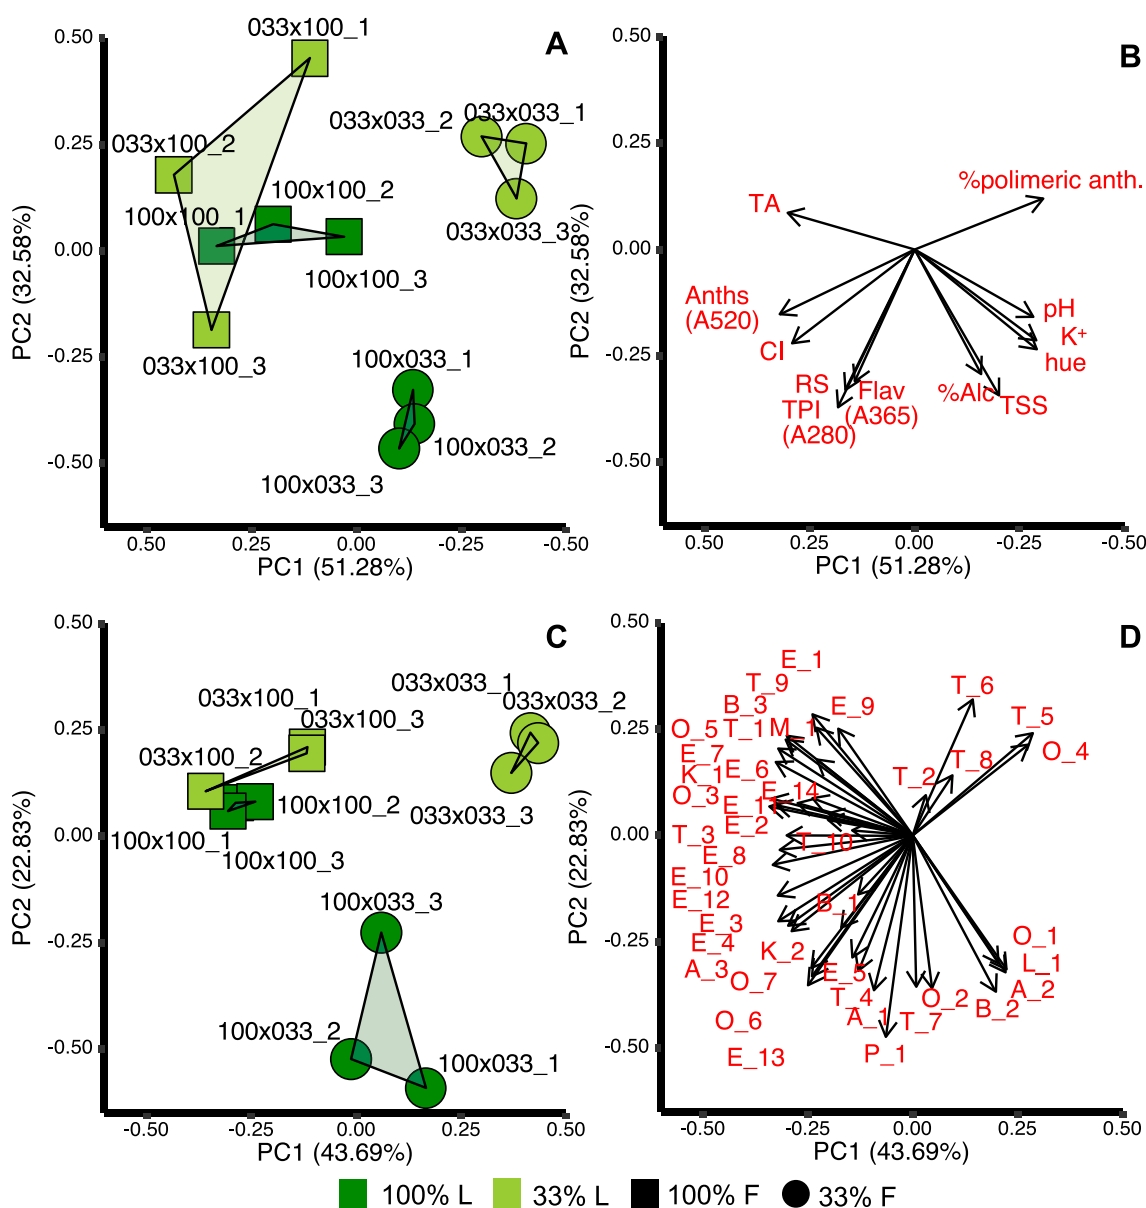 A
0.50
0.25
0.00
-0.25
-0.50
PC2 (32.58%)
033x100_1
033x100_2
033x033_2
033x033_1
100x100_2
100x100_1
033x033_3
100x100_3
033x100_3
100x033_1
100x033_2
100x033_3
0.50
0.25
0.00
-0.25
-0.50
PC1 (51.28%)
B
0.50
0.25
0.00
-0.25
-0.50
PC2 (32.58%)
%polimeric anth.
TA
Anths
(A520)
pH
K+
CI
hue
RS
Flav
%Alc
TSS
TPI
(A365)
(A280)
0.50
0.25
0.00
-0.25
-0.50
PC1 (51.28%)
C
0.50
0.25
0.00
-0.25
-0.50
PC2 (22.83%)
033x100_1
033x033_1
033x033_2
033x100_3
033x100_2
033x033_3
100x100_2
100x100_1
100x100_3
100x033_3
100x033_2
100x033_1
-0.50
-0.25
0.00
0.25
0.50
PC1 (43.69%)
D
0.50
0.25
0.00
-0.25
-0.50
PC2 (22.83%)
E_1
T_9
T_6
B_3
E_9
T_5
O_5
T_1
M_1
O_4
E_7
T_8
K_1
E_6
T_2
O_3
E_14
E_11
T_3
E_2
T_10
E_8
E_10
E_12
B_1
E_3
O_1
E_4
K_2
L_1
A_3
O_7
E_5
A_2
T_4
O_2
B_2
O_6
A_1
T_7
E_13
P_1
-0.50
-0.25
0.00
0.25
0.50
PC1 (43.69%)
100% L
33% L
100% F
33% F